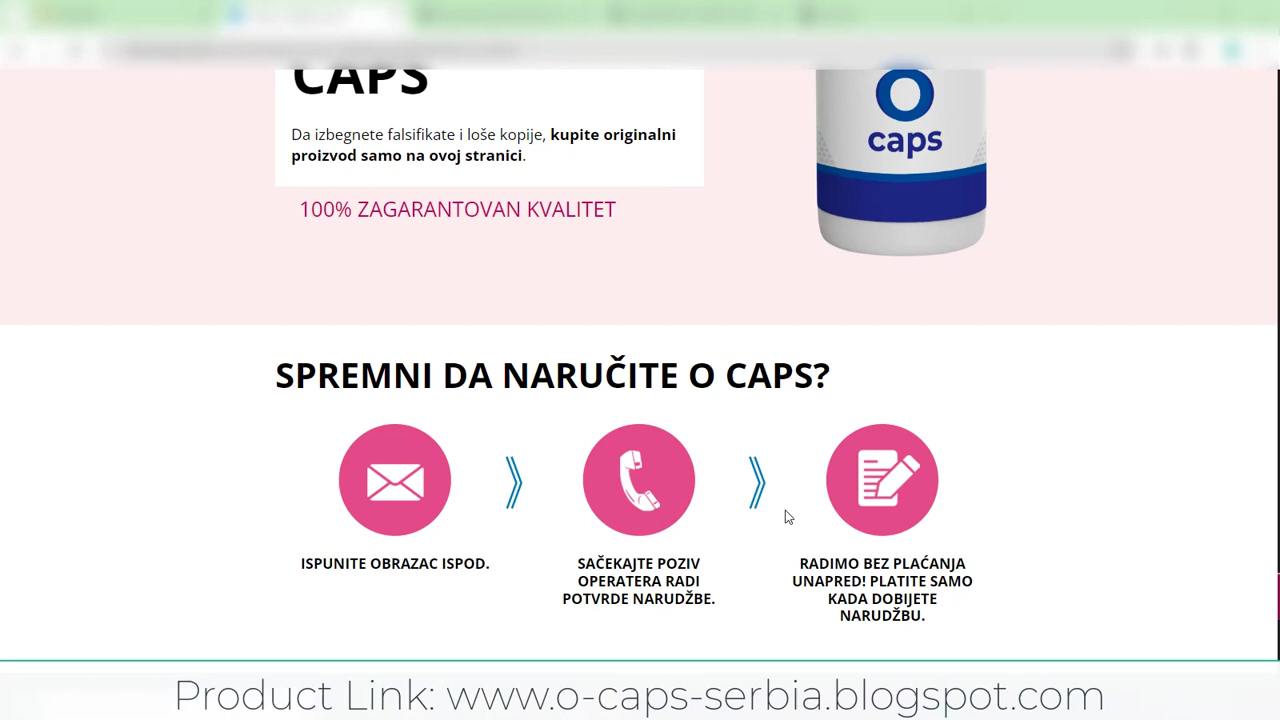 CAPS
Da izbegnete falsifikate i loše kopije, kupite originalni
proizvod samo na ovoj stranici.
100% ZAGARANTOVAN KVALITET
O
caps
SPREMNI DA NARUČITE O CAPS?
ISPUNITE OBRAZAC ISPOD.
SAČEKAJTE POZIV
OPERATERA RADI
POTVRDE NARUDŽBE.
RADIMO BEZ PLAĆANJA
UNAPRED! PLATITE SAMO
KADA DOBIJETE
NARUDŽBU.
Product Link: www.o-caps-serbia.blogspot.com